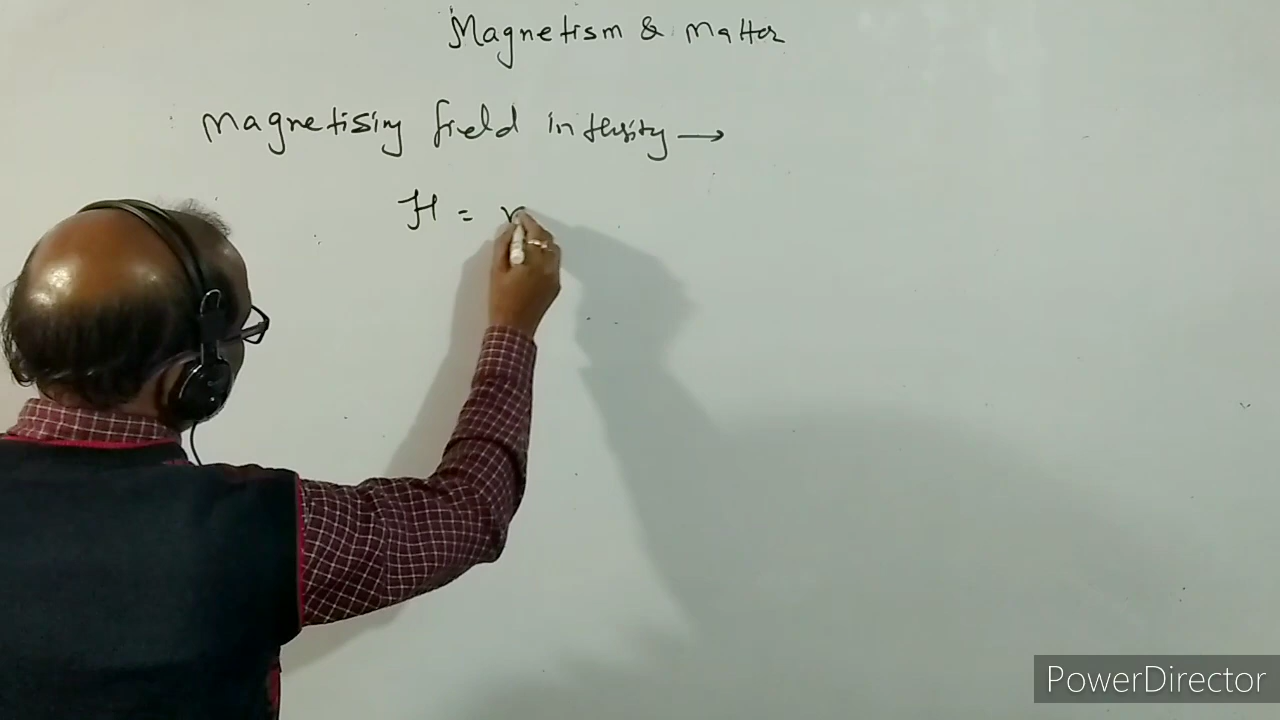 Magnetism & Matter
Magnetising field intensity →
H = n
PowerDirector